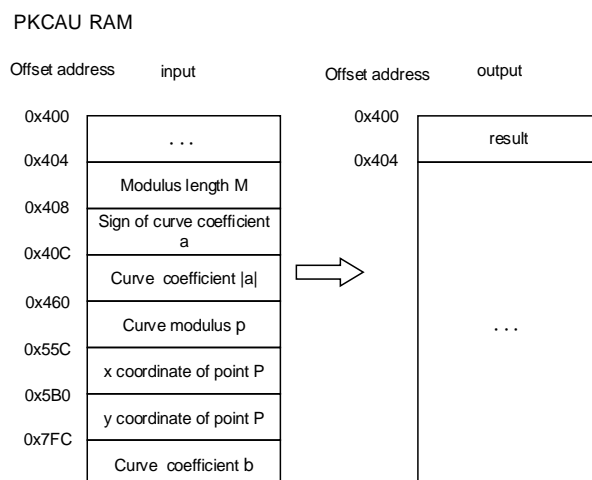 PKCAU RAM
Offset address input Offset address output
0x400 0x400
. . . result
0x404 0x404
Modulus length M
0x408
Sign of curve coefficient
a
0x40C
Curve coefficient |a|
0x460
Curve modulus p
. . .
0x55C
x coordinate of point P
0x5B0
y coordinate of point P
0x7FC
Curve coefficient b